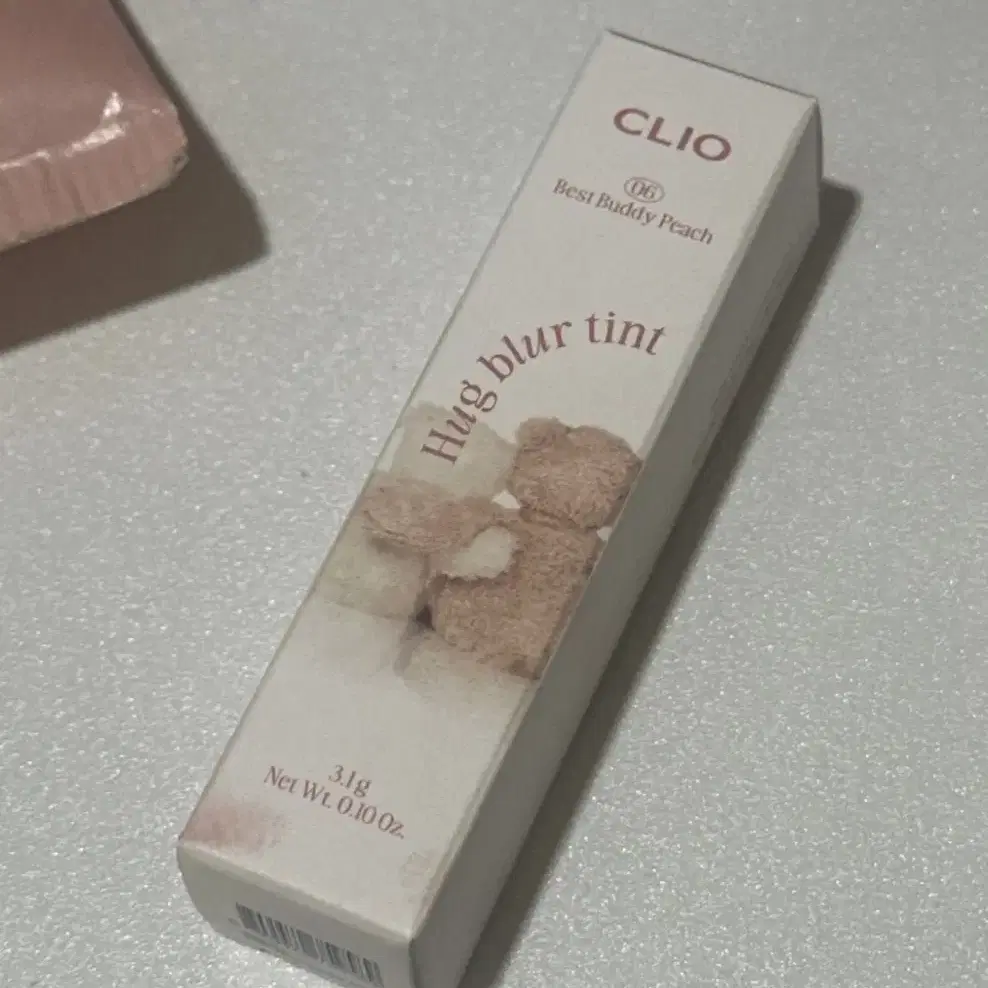 CLIO
06
Best Buddy Peach
Hug blur tint
3.1g
Net Wt. 0.10 Oz.